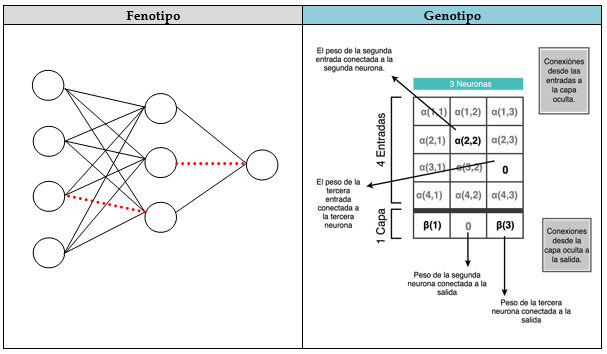 Fenotipo
Genotipo
El peso de la segunda
entrada conectada a la
segunda neurona.
Conexiónes
desde las
entradas a
la capa
oculta.
3 Neuronas
4 Entradas
α(1,1) α(1,2) α(1,3)
α(2,1) α(2,2) α(2,3)
α(3,1) α(3,2) 0
α(4,1) α(4,2) α(4,3)
El peso de la
tercera
entrada
conectada a
la tercera
neurona
1 Capa
β(1) 0 β(3)
Conexiones
desde la
capa oculta a
la salida.
Peso de la segunda
neurona conectada a la
salida
Peso de la tercera
neurona conectada a la
salida